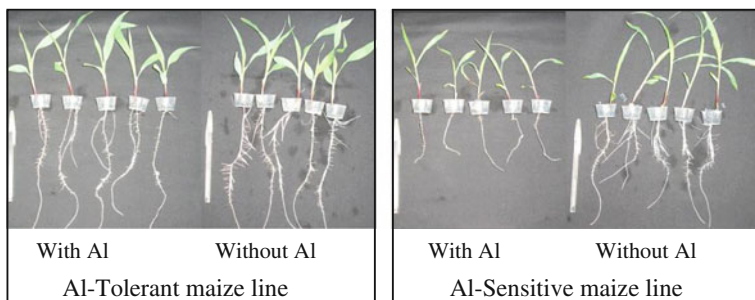 With Al
Without Al
Al-Tolerant maize line
With Al
Without Al
Al-Sensitive maize line